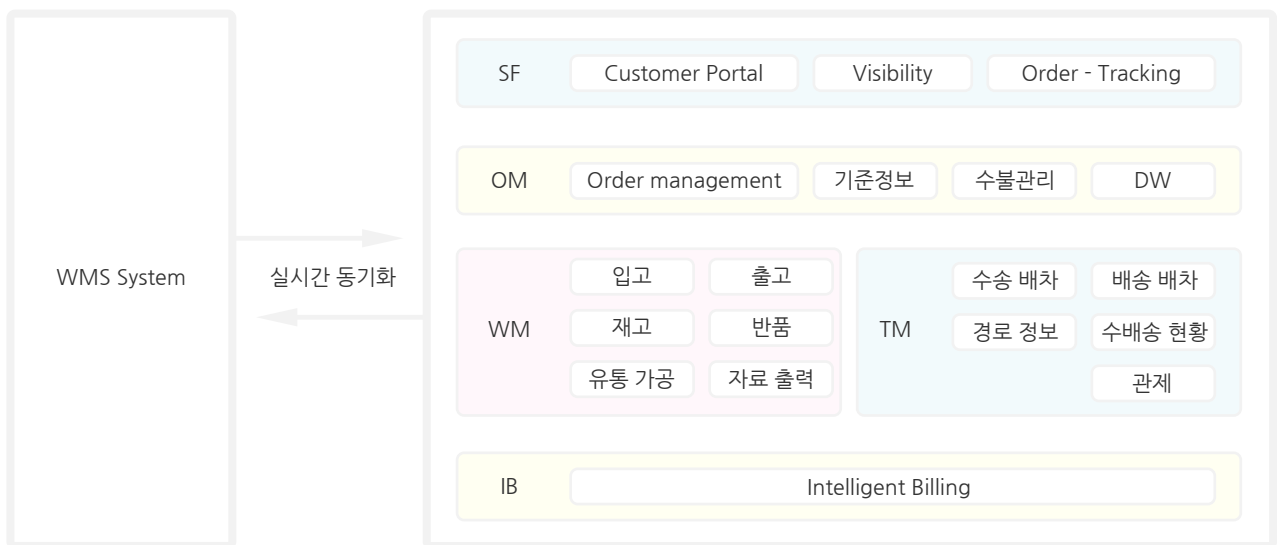 WMS System
실시간 동기화
SF
Customer Portal
Visibility
Order - Tracking
OM
Order management
기준정보
수불관리
DW
WM
입고
출고
재고
반품
유통 가공
자료 출력
TM
수송 배차
배송 배차
경로 정보
수배송 현황
관제
IB
Intelligent Billing